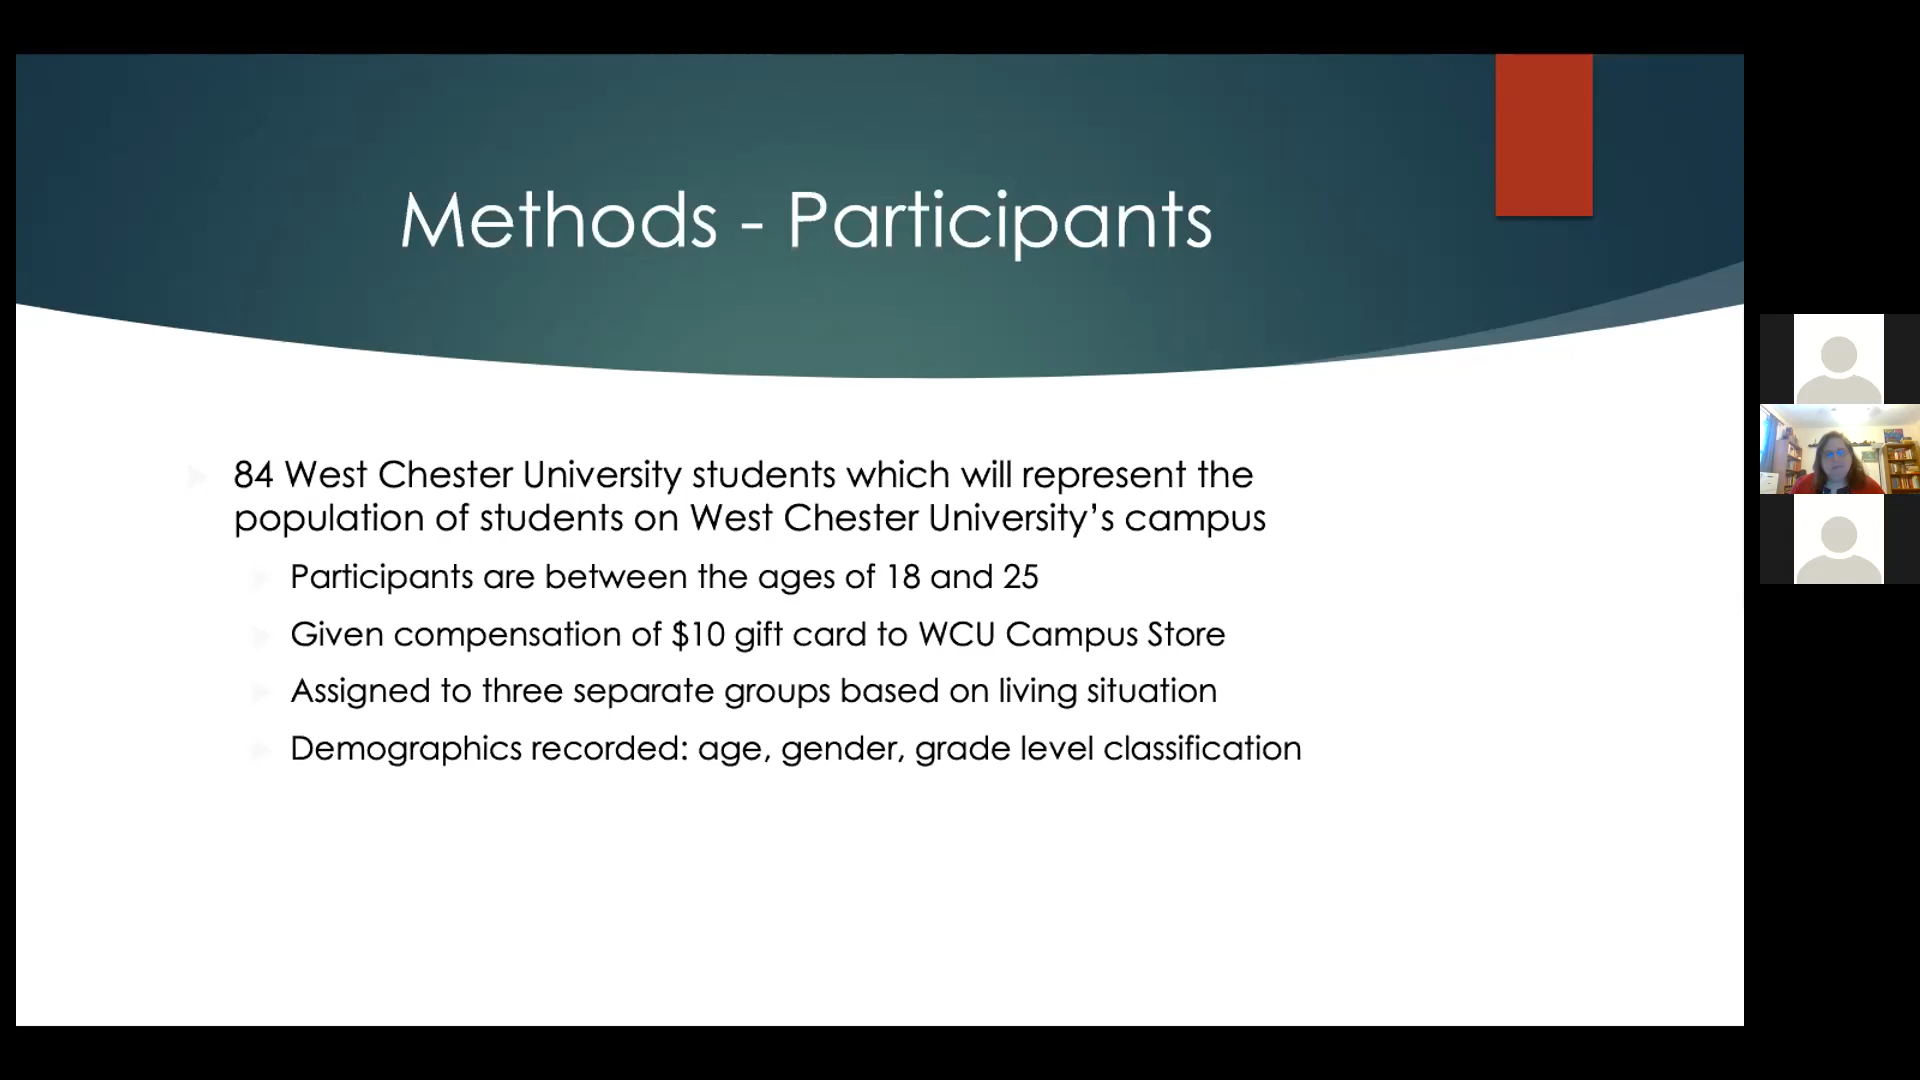 Methods - Participants
84 West Chester University students which will represent the
population of students on West Chester University’s campus
Participants are between the ages of 18 and 25
Given compensation of $10 gift card to WCU Campus Store
Assigned to three separate groups based on living situation
Demographics recorded: age, gender, grade level classification